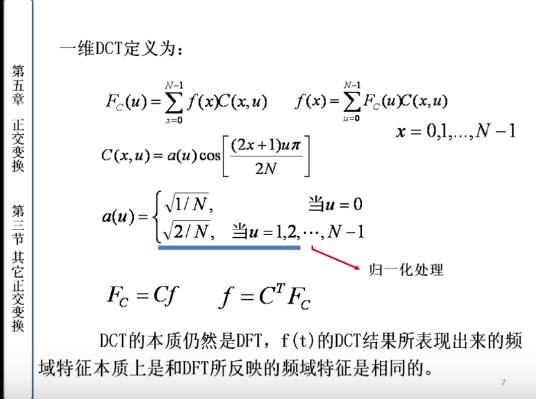 第五章 正交变换 第三节 其它正交变换
一维DCT定义为：
F_C(u) = ∑_{x=0}^{N−1} f(x)C(x,u)  f(x) = ∑_{u=0}^{N−1} F_C(u)C(x,u)
x = 0,1,...,N − 1
C(x,u) = a(u)cos[(2x+1)uπ / 2N]
a(u) = { √1/N,  当u = 0
√2/N,  当u = 1,2,⋯,N − 1
归一化处理
F_C = Cf  f = C^T F_C
DCT的本质仍然是DFT，f(t)的DCT结果所表现出来的频
域特征本质上是和DFT所反映的频域特征是相同的。
7